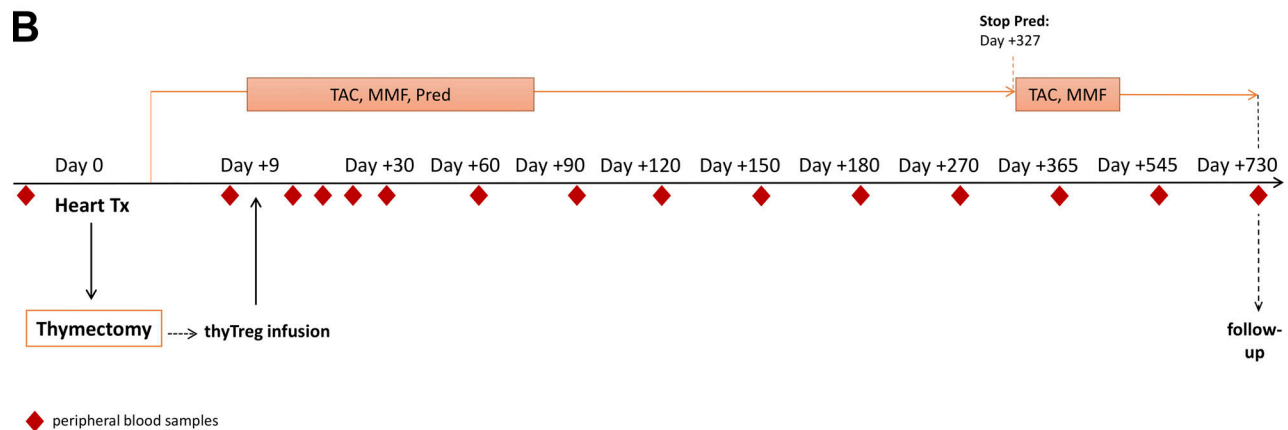 B
Stop Pred:
Day +327
TAC, MMF, Pred
TAC, MMF
Day 0
Day +9
Day +30
Day +60
Day +90
Day +120
Day +150
Day +180
Day +270
Day +365
Day +545
Day +730
Heart Tx
Thymectomy
thyTreg infusion
follow-
up
peripheral blood samples